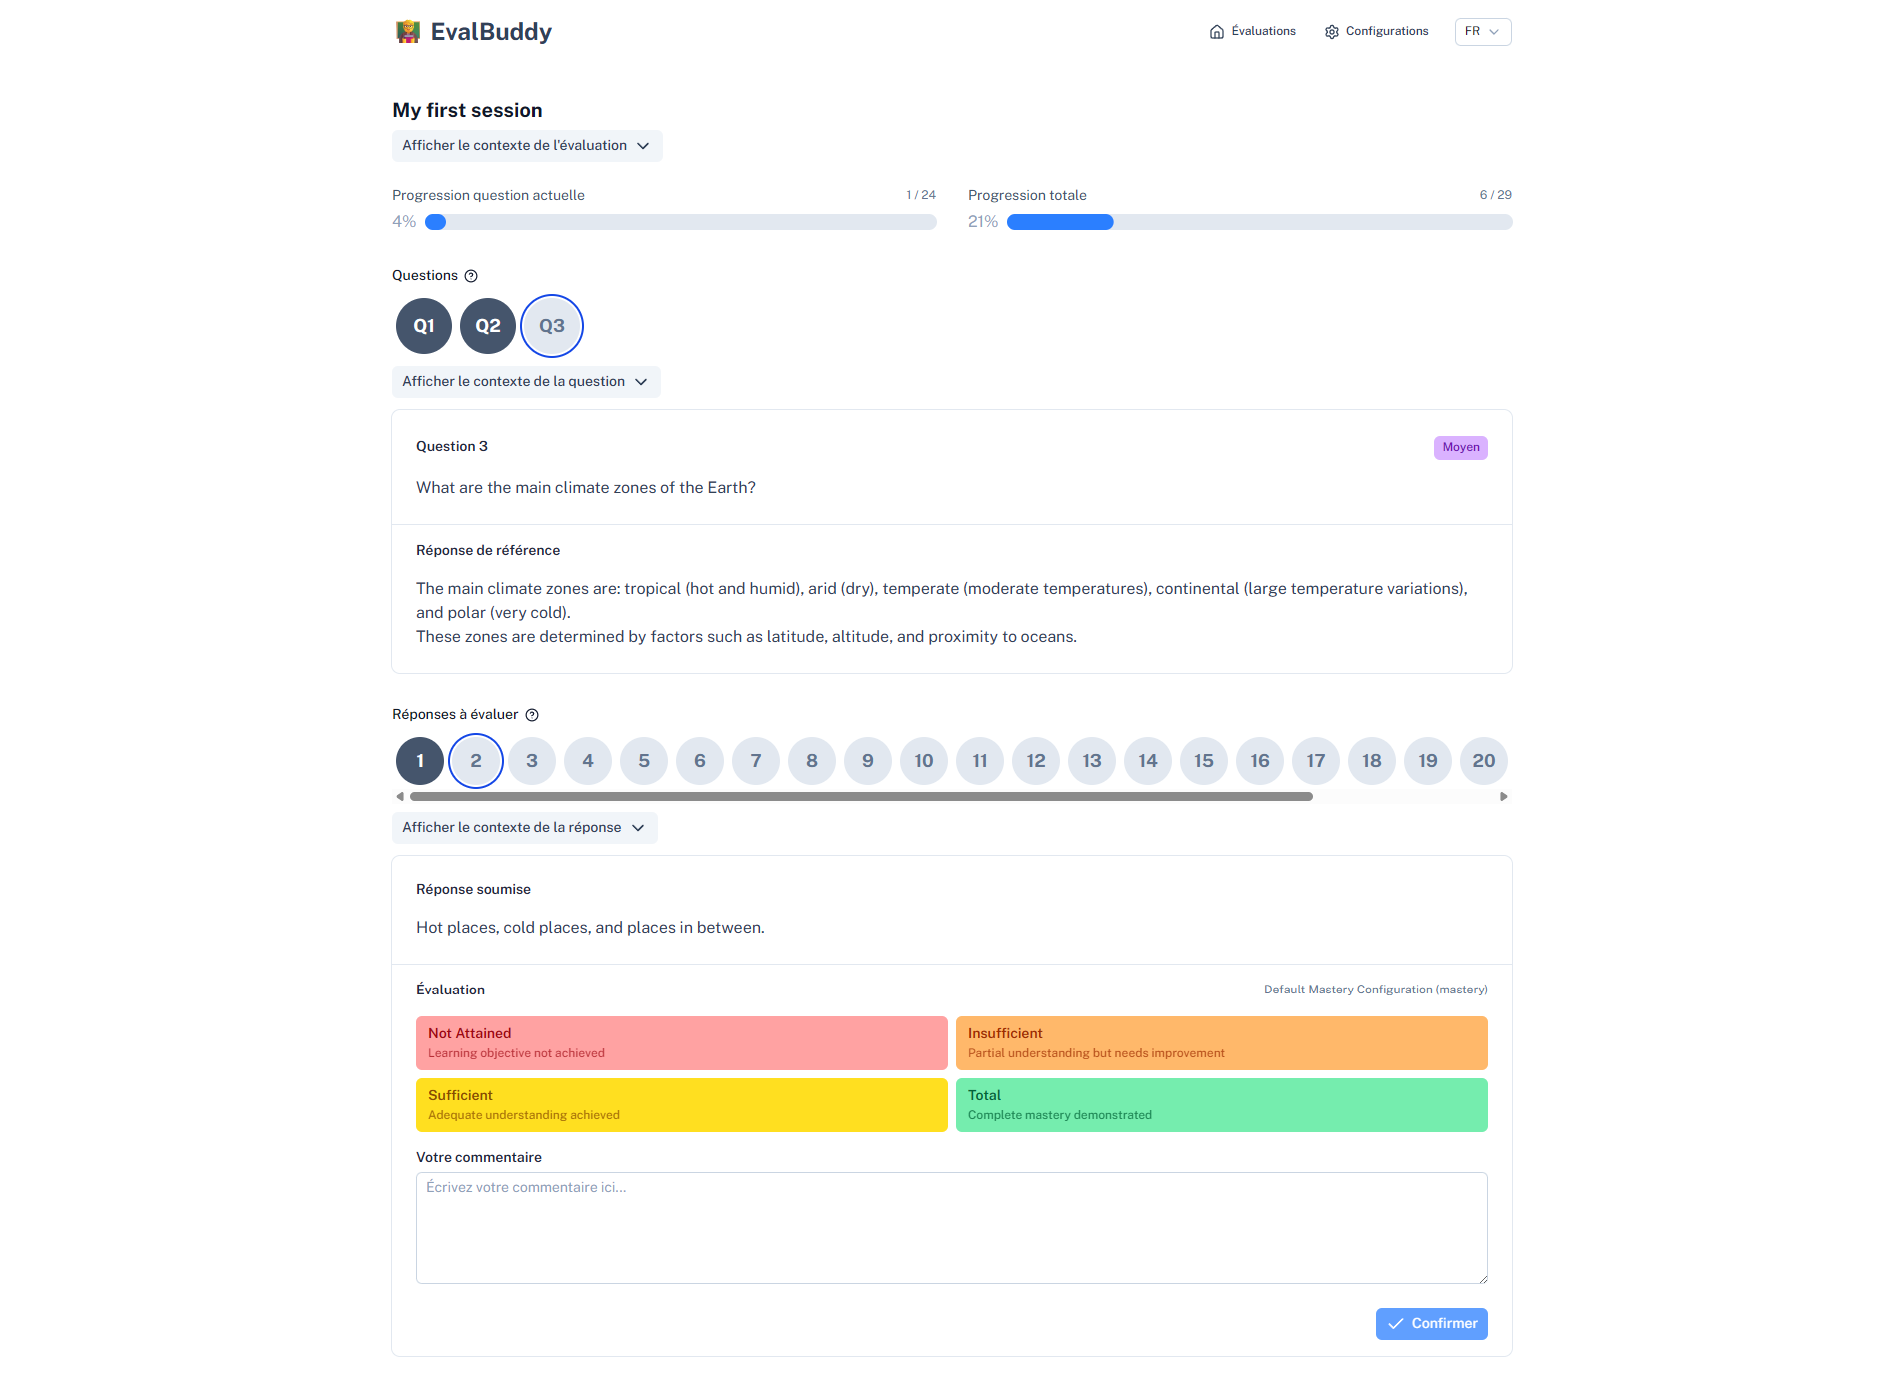 EvalBuddy
Évaluations
Configurations
FR
My first session
Afficher le contexte de l'évaluation
Progression question actuelle
1 / 24
4%
Progression totale
6 / 29
21%
Questions
Q1
Q2
Q3
Afficher le contexte de la question
Question 3
Moyen
What are the main climate zones of the Earth?
Réponse de référence
The main climate zones are: tropical (hot and humid), arid (dry), temperate (moderate temperatures), continental (large temperature variations),
and polar (very cold).
These zones are determined by factors such as latitude, altitude, and proximity to oceans.
Réponses à évaluer
1 2 3 4 5 6 7 8 9 10 11 12 13 14 15 16 17 18 19 20
Afficher le contexte de la réponse
Réponse soumise
Hot places, cold places, and places in between.
Évaluation
Default Mastery Configuration (mastery)
Not Attained
Learning objective not achieved
Insufficient
Partial understanding but needs improvement
Sufficient
Adequate understanding achieved
Total
Complete mastery demonstrated
Votre commentaire
Écrivez votre commentaire ici...
Confirmer